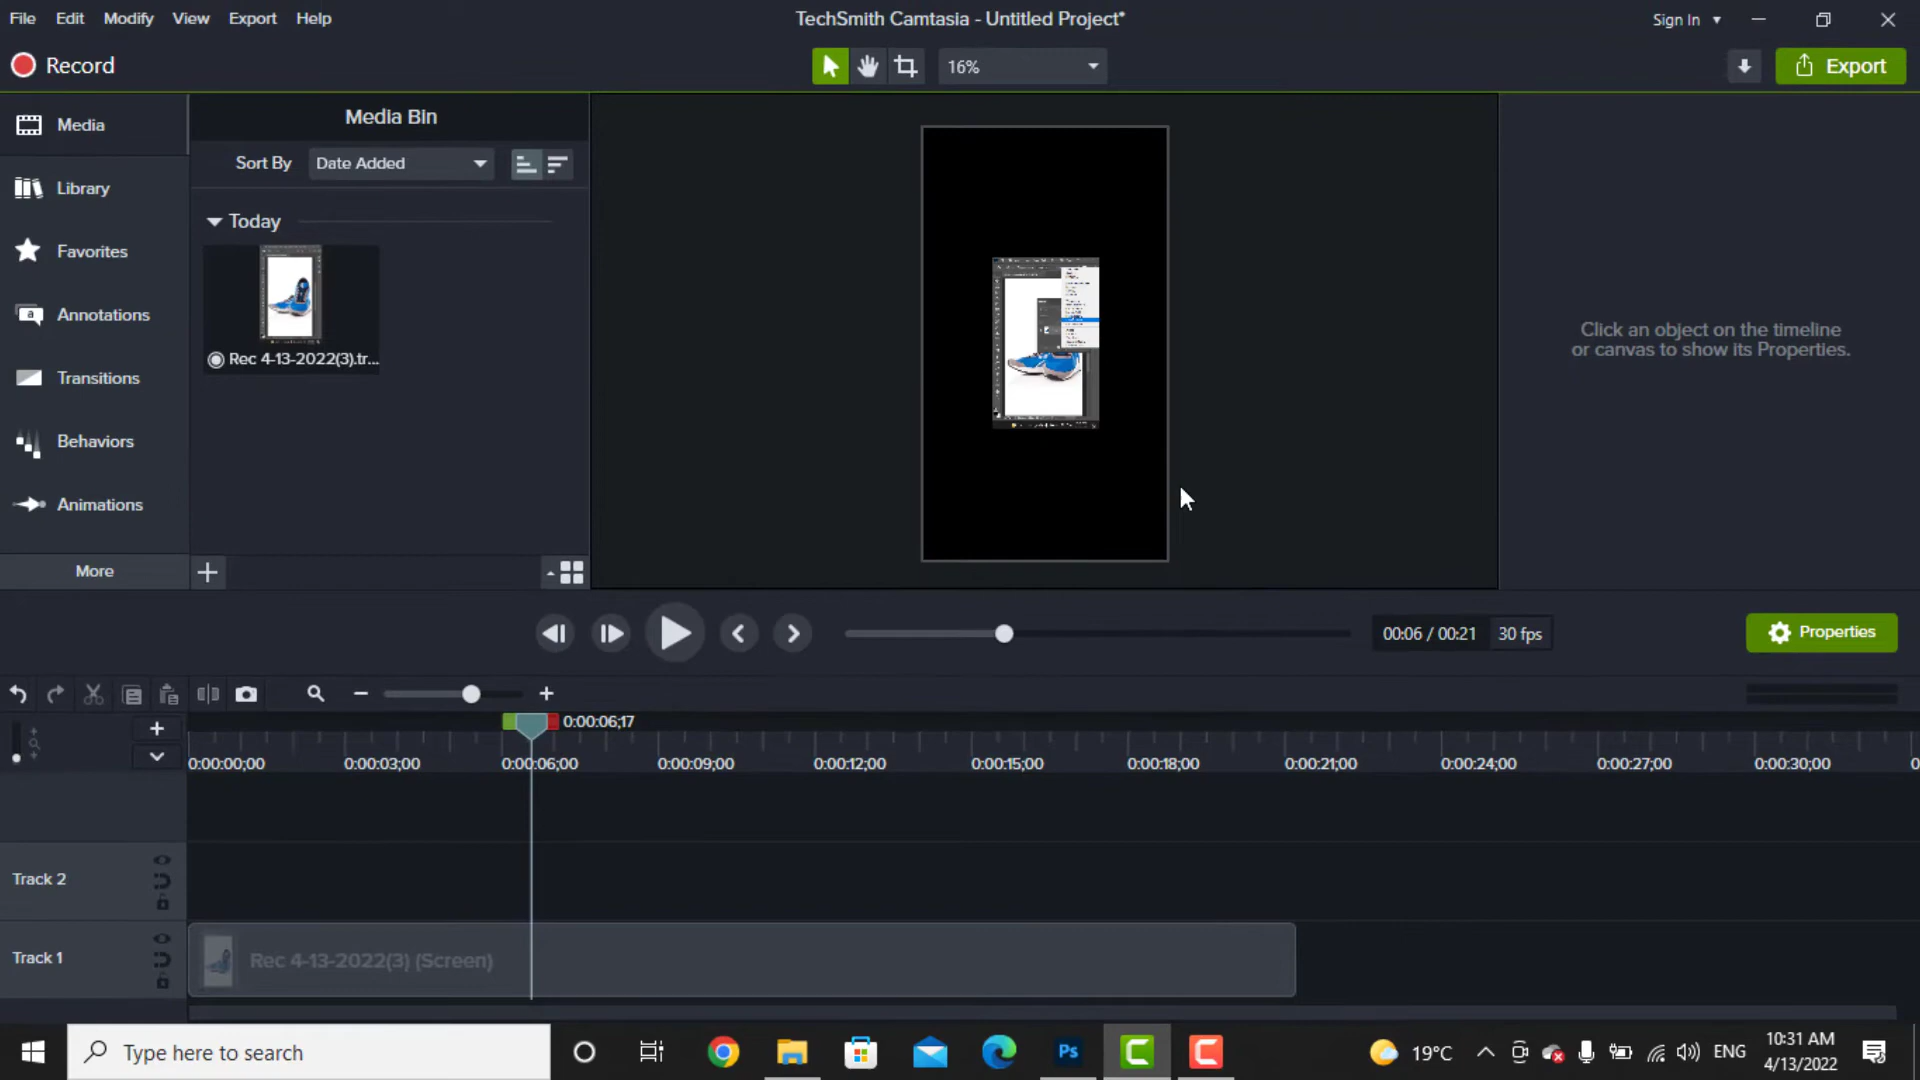 File Edit Modify View Export Help
TechSmith Camtasia - Untitled Project*
Sign In
Record
16%
Export
Media
Library
Favorites
Annotations
a
Transitions
Behaviors
Animations
More
Media Bin
Sort By Date Added
Today
Rec 4-13-2022(3).tr...
Click an object on the timeline
or canvas to show its Properties.
00:06 / 00:21 30 fps
Properties
0:00:06;17
0:00:00;00 0:00:03;00 0:00:06;00 0:00:09;00 0:00:12;00 0:00:15;00 0:00:18;00 0:00:21;00 0:00:24;00 0:00:27;00 0:00:30;00 0
Track 2
Track 1
Rec 4-13-2022(3) (Screen)
Type here to search
Ps
19°C
ENG
10:31 AM
4/13/2022